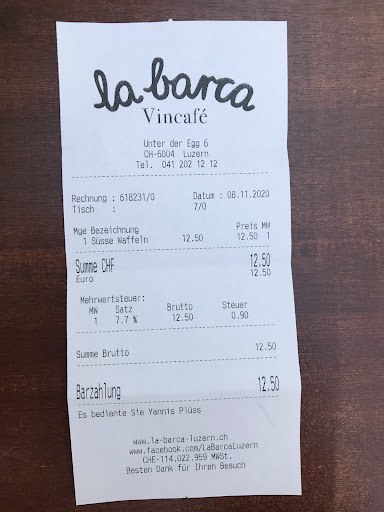 la barca
Vincafé
Unter der Egg 6
CH-6004 Luzern
Tel. 041 202 12 12
Rechnung : 618231/0 Datum : 08.11.2020
Tisch : 7/0
Mge Bezeichnung Preis MW
1 Süsse Waffeln 12.50 12.50 1
Summe CHF 12.50
Euro 12.50
Mehrwertsteuer:
MW Satz Brutto Steuer
1 7.7 % 12.50 0.90
Summe Brutto 12.50
Barzahlung 12.50
Es bediente Sie Yannis Plüss
www.la-barca-luzern.ch
www.facebook.com/LaBarcaLuzern
CHE-114.022.959 MWSt.
Besten Dank für Ihren Besuch